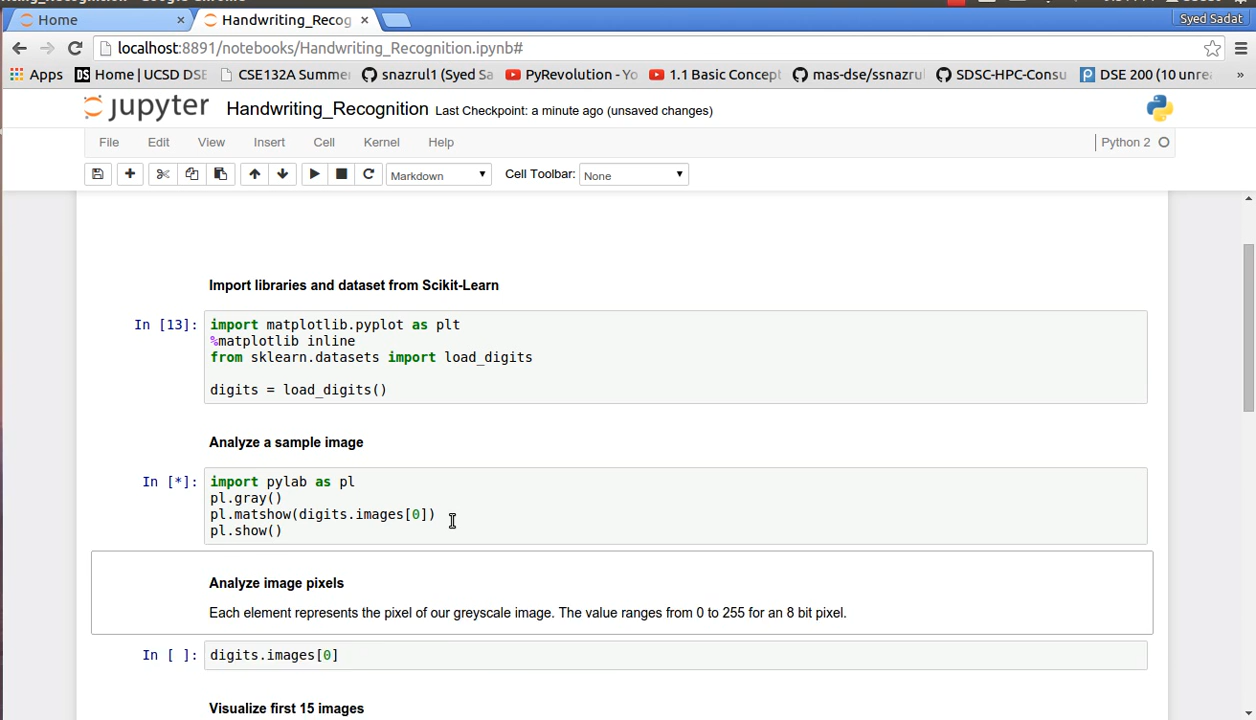 Home ×
Handwriting_Recog ×
Syed Sadat
localhost:8891/notebooks/Handwriting_Recognition.ipynb#
Apps
DS Home | UCSD DSE
CSE132A Summe
snazrul1 (Syed Sa
PyRevolution - Yo
1.1 Basic Concept
mas-dse/ssnazru
SDSC-HPC-Consu
DSE 200 (10 unre
»
jupyter Handwriting_Recognition Last Checkpoint: a minute ago (unsaved changes)
File Edit View Insert Cell Kernel Help Python 2
Markdown Cell Toolbar: None
Import libraries and dataset from Scikit-Learn
In [13]: import matplotlib.pyplot as plt
%matplotlib inline
from sklearn.datasets import load_digits
digits = load_digits()
Analyze a sample image
In [*]: import pylab as pl
pl.gray()
pl.matshow(digits.images[0])
pl.show()
Analyze image pixels
Each element represents the pixel of our greyscale image. The value ranges from 0 to 255 for an 8 bit pixel.
In [ ]: digits.images[0]
Visualize first 15 images